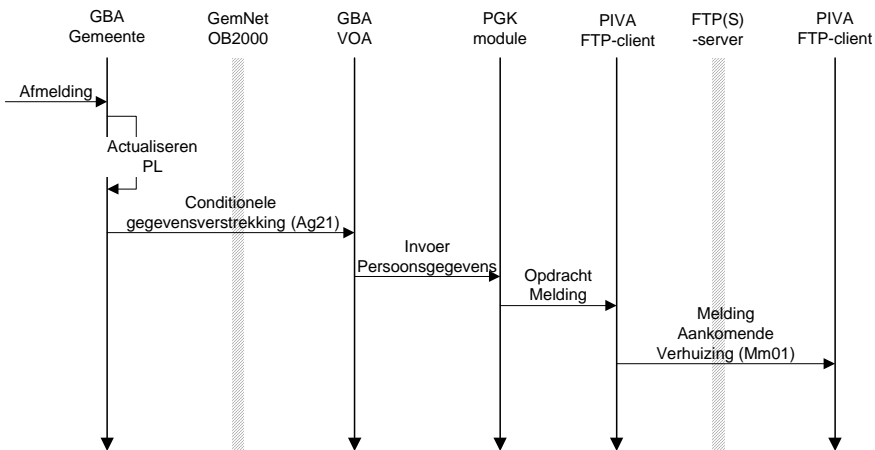 GBA
Gemeente
GemNet
OB2000
GBA
VOA
PGK
module
PIVA
FTP-client
FTP(S)
-server
PIVA
FTP-client
Afmelding
Actualiseren
PL
Conditionele
gegevensverstrekking (Ag21)
Invoer
Persoonsgegevens
Opdracht
Melding
Melding
Aankomende
Verhuizing (Mm01)